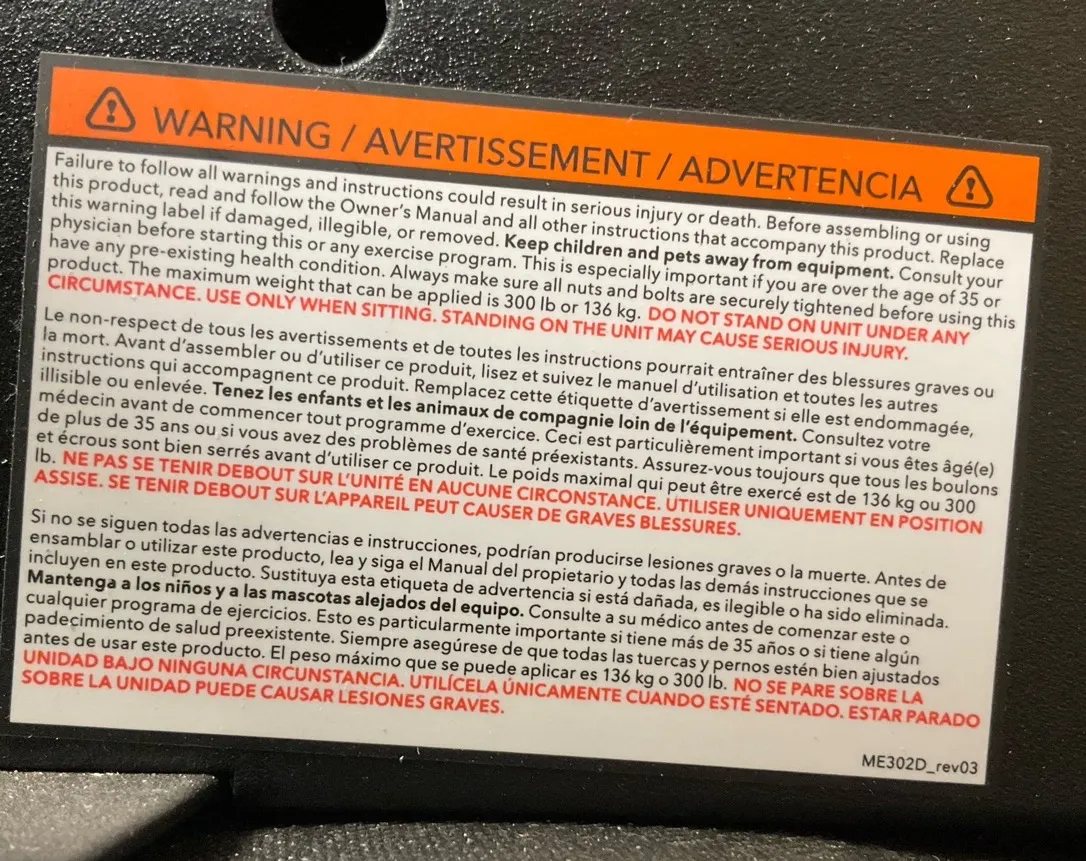 WARNING / AVERTISSEMENT / ADVERTENCIA
Failure to follow all warnings and instructions could result in serious injury or death. Before assembling or using
this product, read and follow the Owner's Manual and all other instructions that accompany this product. Replace
this warning label if damaged, illegible, or removed. Keep children and pets away from equipment. Consult your
physician before starting this or any exercise program. This is especially important if you are over the age of 35 or
have any pre-existing health condition. Always make sure all nuts and bolts are securely tightened before using this
product. The maximum weight that can be applied is 300 lb or 136 kg. DO NOT STAND ON UNIT UNDER ANY
CIRCUMSTANCE. USE ONLY WHEN SITTING. STANDING ON THE UNIT MAY CAUSE SERIOUS INJURY.
Le non-respect de tous les avertissements et de toutes les instructions pourrait entraîner des blessures graves ou
la mort. Avant d'assembler ou d'utiliser ce produit, lisez et suivez le manuel d'utilisation et toutes les autres
instructions qui accompagnent ce produit. Remplacez cette étiquette d'avertissement si elle est endommagée,
illisible ou enlevée. Tenez les enfants et les animaux de compagnie loin de l'équipement. Consultez votre
médecin avant de commencer tout programme d'exercice. Ceci est particulièrement important si vous êtes âgé(e)
de plus de 35 ans ou si vous avez des problèmes de santé préexistants. Assurez-vous toujours que tous les boulons
et écrous sont bien serrés avant d'utiliser ce produit. Le poids maximal qui peut être exercé est de 136 kg ou 300
lb. NE PAS SE TENIR DEBOUT SUR L'UNITÉ EN AUCUNE CIRCONSTANCE. UTILISER UNIQUEMENT EN POSITION
ASSISE. SE TENIR DEBOUT SUR L'APPAREIL PEUT CAUSER DE GRAVES BLESSURES.
Si no se siguen todas las advertencias e instrucciones, podrían producirse lesiones graves o la muerte. Antes de
ensamblar o utilizar este producto, lea y siga el Manual del propietario y todas las demás instrucciones que se
incluyen en este producto. Sustituya esta etiqueta de advertencia si está dañada, es ilegible o ha sido eliminada.
Mantenga a los niños y a las mascotas alejados del equipo. Consulte a su médico antes de comenzar este o
cualquier programa de ejercicios. Esto es particularmente importante si tiene más de 35 años o si tiene algún
padecimiento de salud preexistente. Siempre asegúrese de que todas las tuercas y pernos estén bien ajustados
antes de usar este producto. El peso máximo que se puede aplicar es 136 kg o 300 lb. NO SE PARE SOBRE LA
UNIDAD BAJO NINGUNA CIRCUNSTANCIA. UTILÍCELA ÚNICAMENTE CUANDO ESTÉ SENTADO. ESTAR PARADO
SOBRE LA UNIDAD PUEDE CAUSAR LESIONES GRAVES.
ME302D_rev03